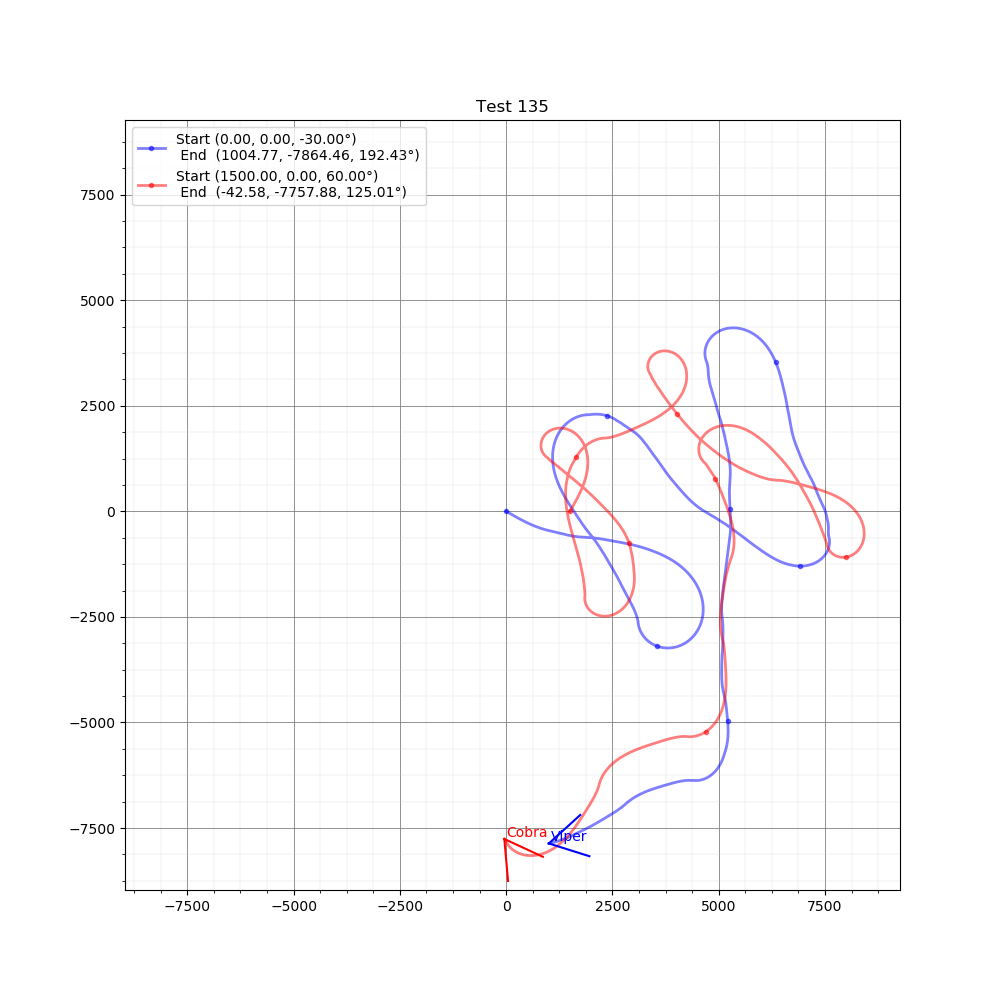 Test 135
Start (0.00, 0.00, -30.00°)
End  (1004.77, -7864.46, 192.43°)
Start (1500.00, 0.00, 60.00°)
End  (-42.58, -7757.88, 125.01°)
7500
5000
2500
0
−2500
−5000
−7500
Cobra
Viper
−7500
−5000
−2500
0
2500
5000
7500